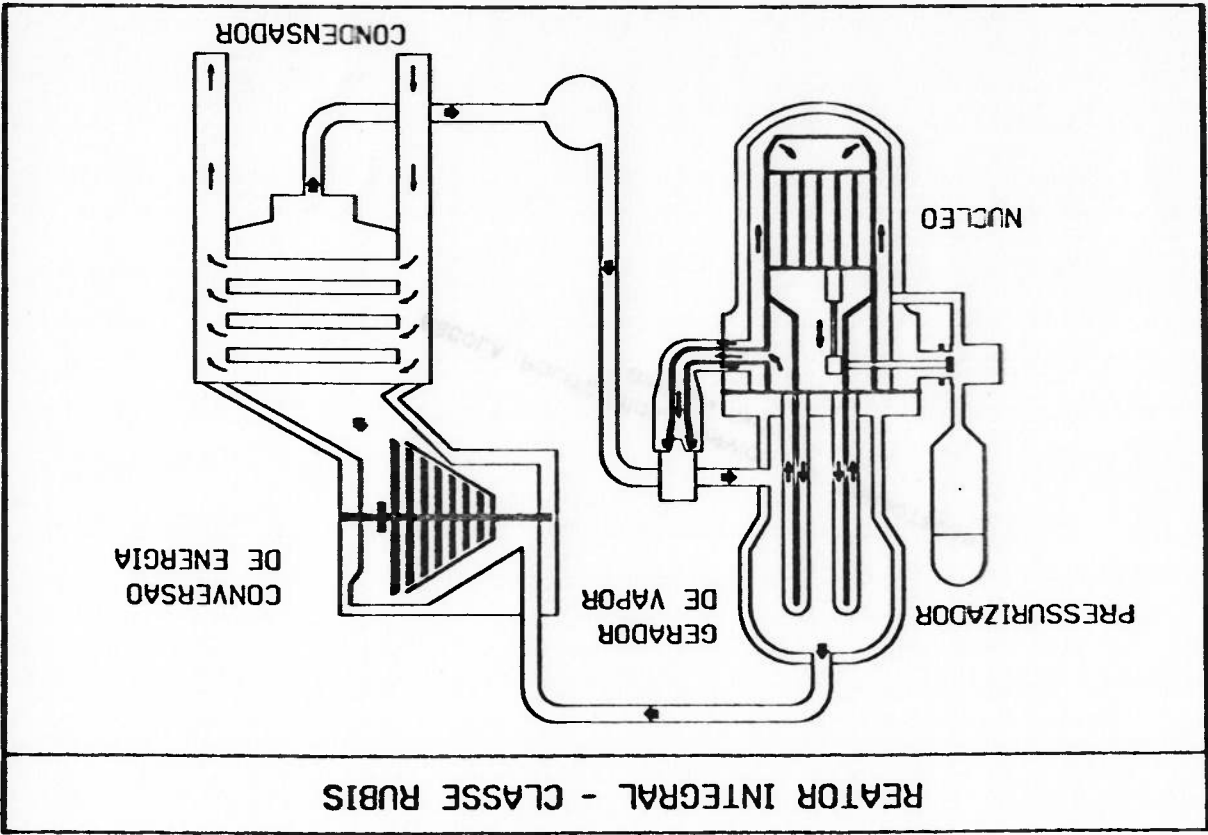 REATOR INTEGRAL - CLASSE RUBIS
PRESSURIZADOR
GERADOR
DE VAPOR
CONVERSAO
DE ENERGIA
NUCLEO
CONDENSADOR